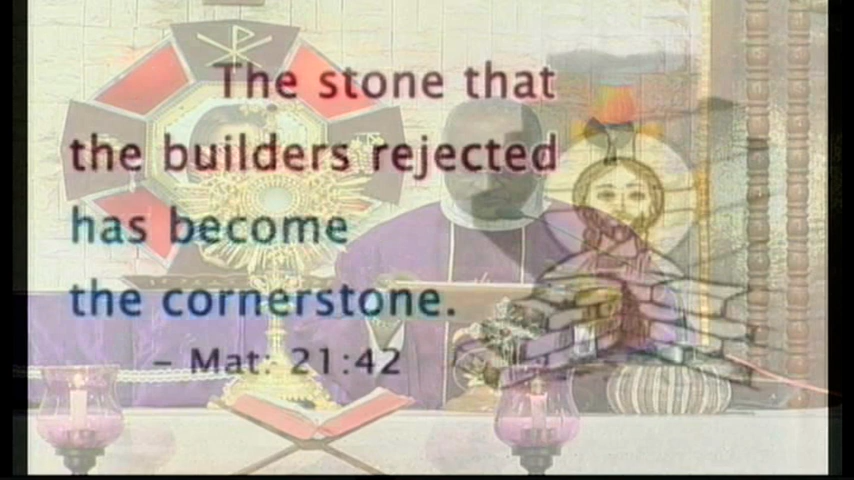 The stone that
the builders rejected
has become
the cornerstone.
– Mat: 21:42